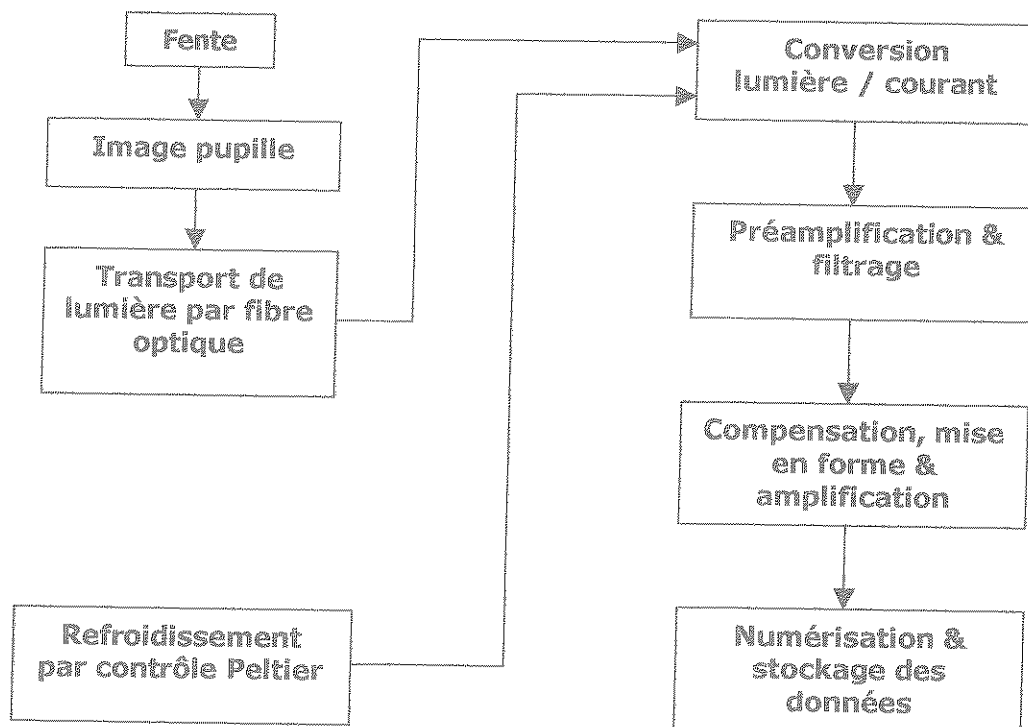 Fente
Image pupille
Transport de
lumière par fibre
optique
Refroidissement
par contrôle Peltier
Conversion
lumière / courant
Préamplification &
filtrage
Compensation, mise
en forme &
amplification
Numérisation &
stockage des
données